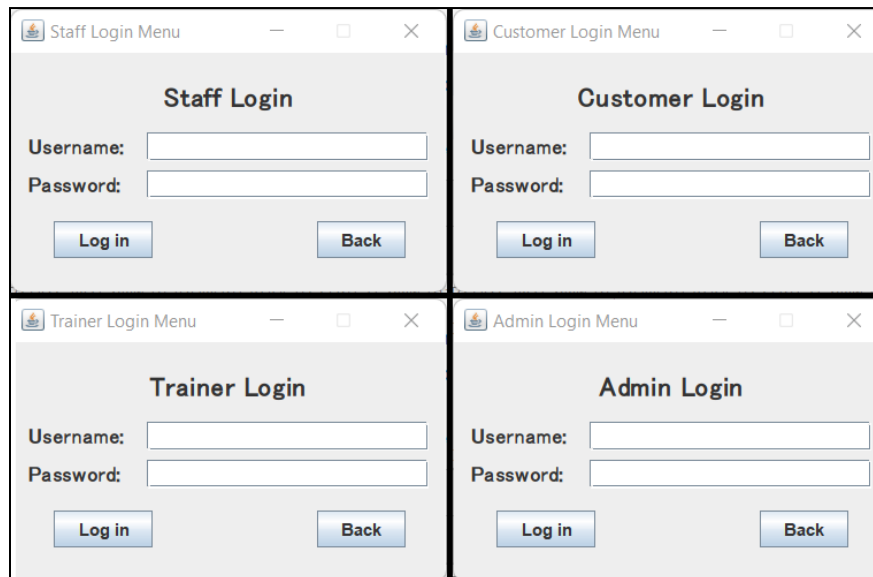 Staff Login Menu
Staff Login
Username:
Password:
Log in Back
Customer Login Menu
Customer Login
Username:
Password:
Log in Back
Trainer Login Menu
Trainer Login
Username:
Password:
Log in Back
Admin Login Menu
Admin Login
Username:
Password:
Log in Back